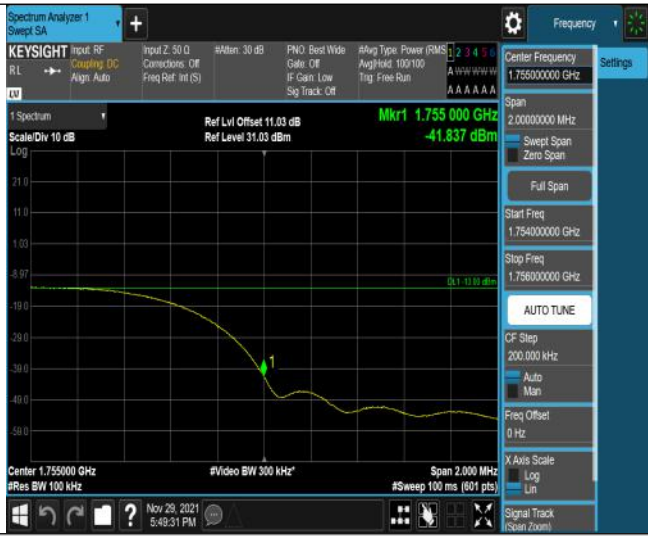 Spectrum Analyzer 1
Swept SA
+
Frequency
KEYSIGHT
Input: RF
Input Z: 50 Ω
#Atten: 30 dB
PNO: Best Wide
#Avg Type: Power (RMS
1 2 3 4 5 6
RL
Coupling: DC
Corrections: Off
Gate: Off
Avg|Hold: 100/100
A W W W W W
Align: Auto
Freq Ref: Int (S)
IF Gain: Low
Trig: Free Run
Sig Track: Off
A A A A A A
LXI
1 Spectrum
Scale/Div 10 dB
Log
Ref Lvl Offset 11.03 dB
Ref Level 31.03 dBm
Mkr1 1.755 000 GHz
-41.837 dBm
21.0
11.0
1.03
-8.97
DL1 -13.00 dBm
-19.0
-29.0
-39.0
1
-59.0
Center 1.755000 GHz
#Video BW 300 kHz*
Span 2.000 MHz
#Res BW 100 kHz
#Sweep 100 ms (601 pts)
Nov 29, 2021
5:49:31 PM
?
Center Frequency
1.755000000 GHz
Settings
Span
2.00000000 MHz
Swept Span
Zero Span
Full Span
Start Freq
1.754000000 GHz
Stop Freq
1.756000000 GHz
AUTO TUNE
CF Step
200.000 kHz
Auto
Man
Freq Offset
0 Hz
X Axis Scale
Log
Lin
Signal Track
(Span Zoom)